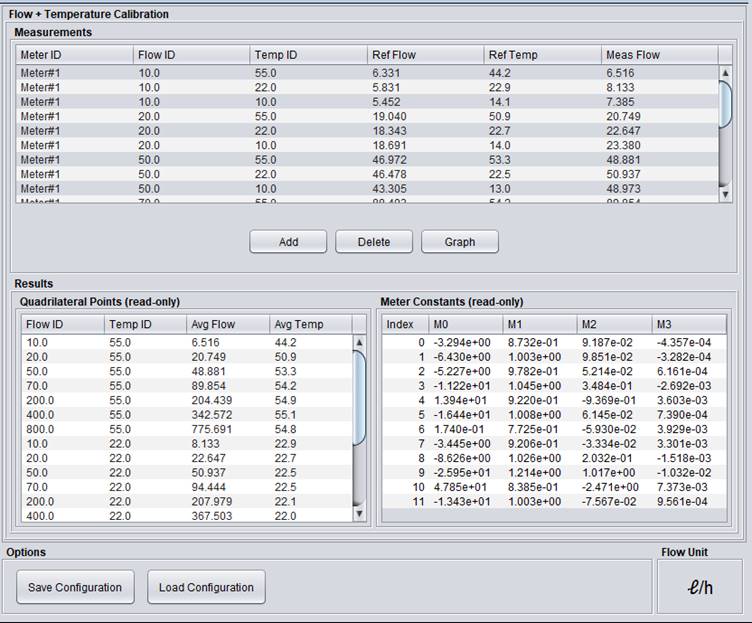 Flow + Temperature Calibration
Measurements
Meter ID Flow ID Temp ID Ref Flow Ref Temp Meas Flow
Meter#1 10.0 55.0 6.331 44.2 6.516
Meter#1 10.0 22.0 5.831 22.9 8.133
Meter#1 10.0 10.0 5.452 14.1 7.385
Meter#1 20.0 55.0 19.040 50.9 20.749
Meter#1 20.0 22.0 18.343 22.7 22.647
Meter#1 20.0 10.0 18.691 14.0 23.380
Meter#1 50.0 55.0 46.972 53.3 48.881
Meter#1 50.0 22.0 46.478 22.5 50.937
Meter#1 50.0 10.0 43.305 13.0 48.973
Meter#1 70.0 55.0 54.2 89.854
Add Delete Graph
Results
Quadrilateral Points (read-only)
Flow ID Temp ID Avg Flow Avg Temp
10.0 55.0 6.516 44.2
20.0 55.0 20.749 50.9
50.0 55.0 48.881 53.3
70.0 55.0 89.854 54.2
200.0 55.0 204.439 54.9
400.0 55.0 342.572 55.1
800.0 55.0 775.691 54.8
10.0 22.0 8.133 22.9
20.0 22.0 22.647 22.7
50.0 22.0 50.937 22.5
70.0 22.0 94.444 22.5
200.0 22.0 207.979 22.1
400.0 22.0 367.503 22.0
Meter Constants (read-only)
Index M0 M1 M2 M3
0 -3.294e+00 8.732e-01 9.187e-02 -4.357e-04
1 -6.430e+00 1.003e+00 9.851e-02 -3.282e-04
2 -5.227e+00 9.782e-01 5.214e-02 6.161e-04
3 -1.122e+01 1.045e+00 3.484e-01 -2.692e-03
4 1.394e+01 9.220e-01 -9.369e-01 3.603e-03
5 -1.644e+01 1.008e+00 6.145e-02 7.390e-04
6 1.740e-01 7.725e-01 -5.930e-02 3.929e-03
7 -3.445e+00 9.206e-01 -3.334e-02 3.301e-03
8 -8.626e+00 1.026e+00 2.032e-01 -1.518e-03
9 -2.595e+01 1.214e+00 1.017e+00 -1.032e-02
10 4.785e+01 8.385e-01 -2.471e+00 7.373e-03
11 -1.343e+01 1.003e+00 -7.567e-02 9.561e-04
Options
Save Configuration Load Configuration
Flow Unit
ℓ/h